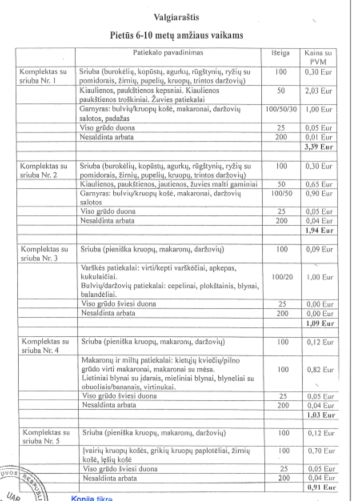 Valgiaraštis
Pietūs 6-10 metų amžiaus vaikams
Patiekalo pavadinimas Išeiga Kaina su PVM
Komplektas su sriuba Nr. 1
Sriuba (burokėlių, kopūstų, agurkų, rūgštynių, ryžių su pomidorais, žirnių, pupelių, kruopų, trintos daržovių) 100 0,30 Eur
Kiaulienos, paukštienos kepsniai. Kiaulienos paukštienos troškiniai. Žuvies patiekalai 50 2,03 Eur
Garnyras: bulvių/kruopų košė, makaronai, daržovių salotos, padažas 100/50/30 1,00 Eur
Viso grūdo duona 25 0,05 Eur
Nesaldinta arbata 200 0,01 Eur
3,39 Eur
Komplektas su sriuba Nr. 2
Sriuba (burokėlių, kopūstų, agurkų, rūgštynių, ryžių su pomidorais, žirnių, pupelių, kruopų, trintos daržovių) 100 0,30 Eur
Kiaulienos, paukštienos, jautienos, žuvies malti gaminiai 50 0,65 Eur
Garnyras: bulvių/kruopų košė, makaronai, daržovių salotos 100/50 0,90 Eur
Viso grūdo duona 25 0,05 Eur
Nesaldinta arbata 200 0,04 Eur
1,94 Eur
Komplektas su sriuba Nr. 3
Sriuba (pieniška kruopų, makaronų, daržovių) 100 0,09 Eur
Varškės patiekalai: virti/kepti varškėčiai, apkepas, kukulaičiai.
Bulvių/daržovių patiekalai: cepelinai, plokštainis, blynai, balandėliai. 100/20 1,00 Eur
Viso grūdo šviesi duona 25 0,00 Eur
Nesaldinta arbata 200 0,00 Eur
1,09 Eur
Komplektas su sriuba Nr. 4
Sriuba (pieniška kruopų, makaronų, daržovių) 100 0,12 Eur
Makaronų ir miltų patiekalai: kietųjų kviečių/pilno grūdo virti makaronai, makaronai su mėsa.
Lietiniai blynai su įdarais, mieliniai blynai, blyneliai su obuoliais/bananais, virtinukai. 100 0,82 Eur
Viso grūdo šviesi duona 25 0,05 Eur
Nesaldinta arbata 200 0,04 Eur
1,03 Eur
Komplektas su sriuba Nr. 5
Sriuba (pieniška kruopų, makaronų, daržovių) 100 0,12 Eur
Įvairių kruopų košės, grikių kruopų paplotėliai, žirnių košė, lęšių košė 100 0,70 Eur
Viso grūdo šviesi duona 25 0,05 Eur
Nesaldinta arbata 200 0,04 Eur
0,91 Eur
Kopija tikra
UAB